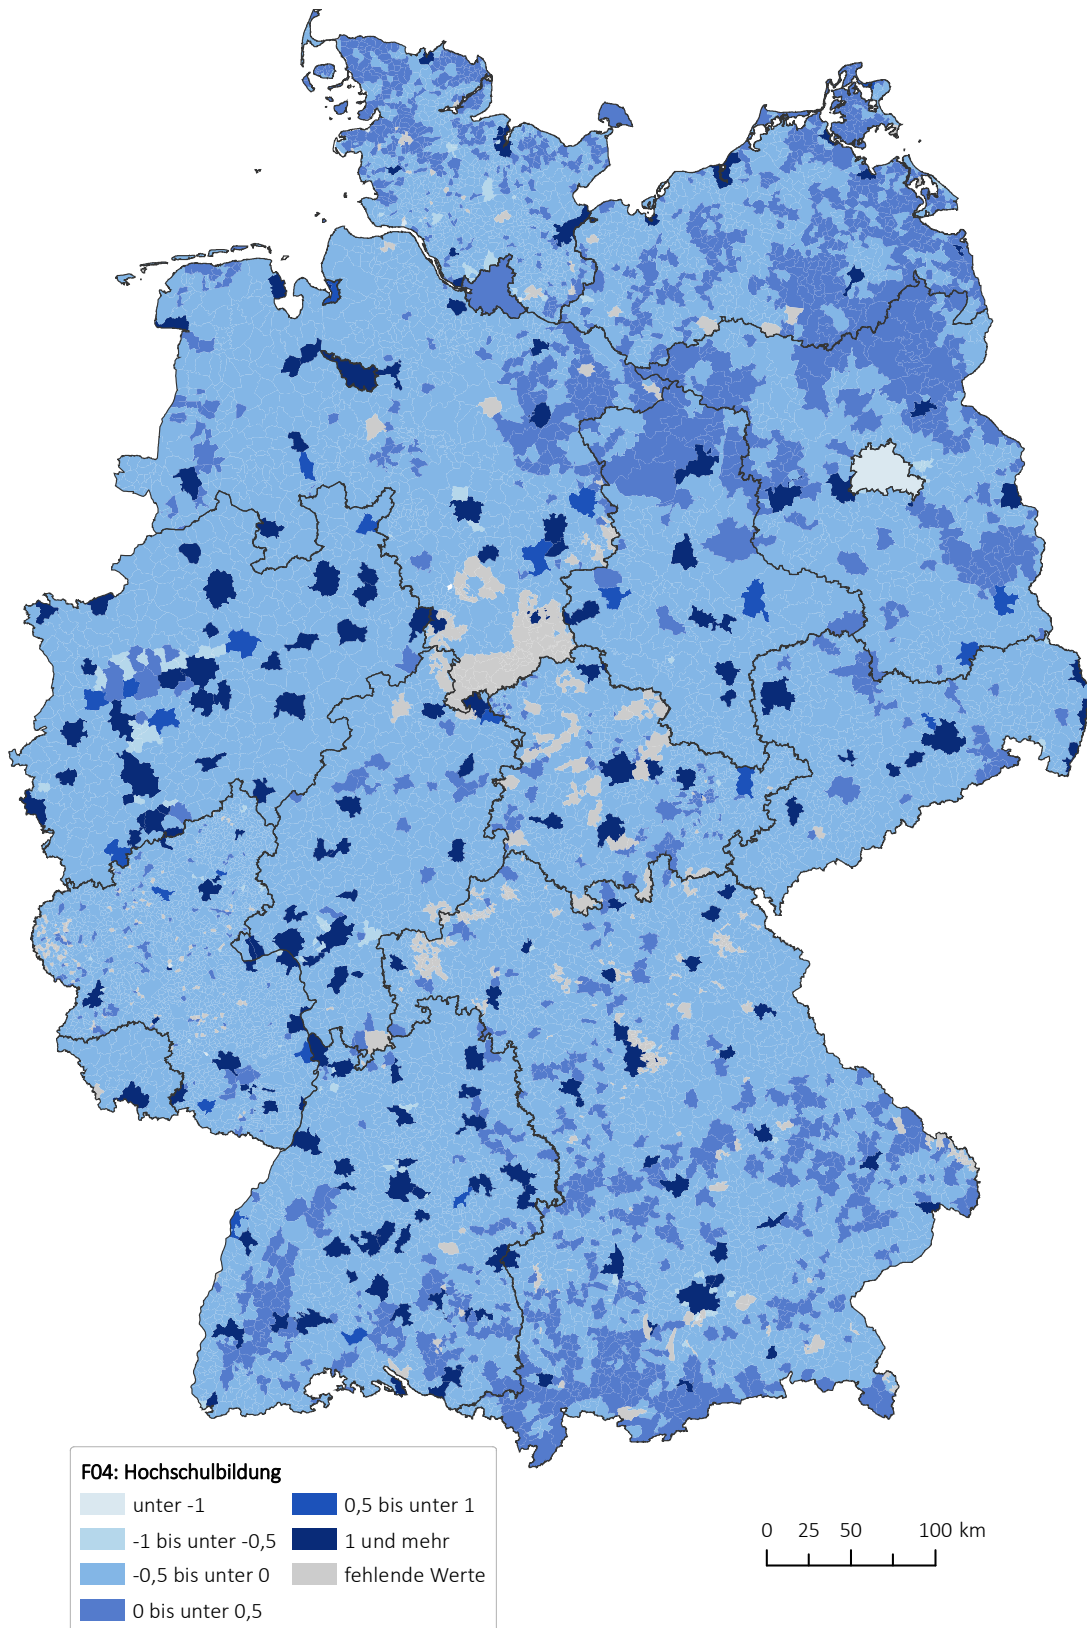 F04: Hochschulbildung
unter -1
-1 bis unter -0,5
-0,5 bis unter 0
0 bis unter 0,5
0,5 bis unter 1
1 und mehr
fehlende Werte
0 25 50 100 km